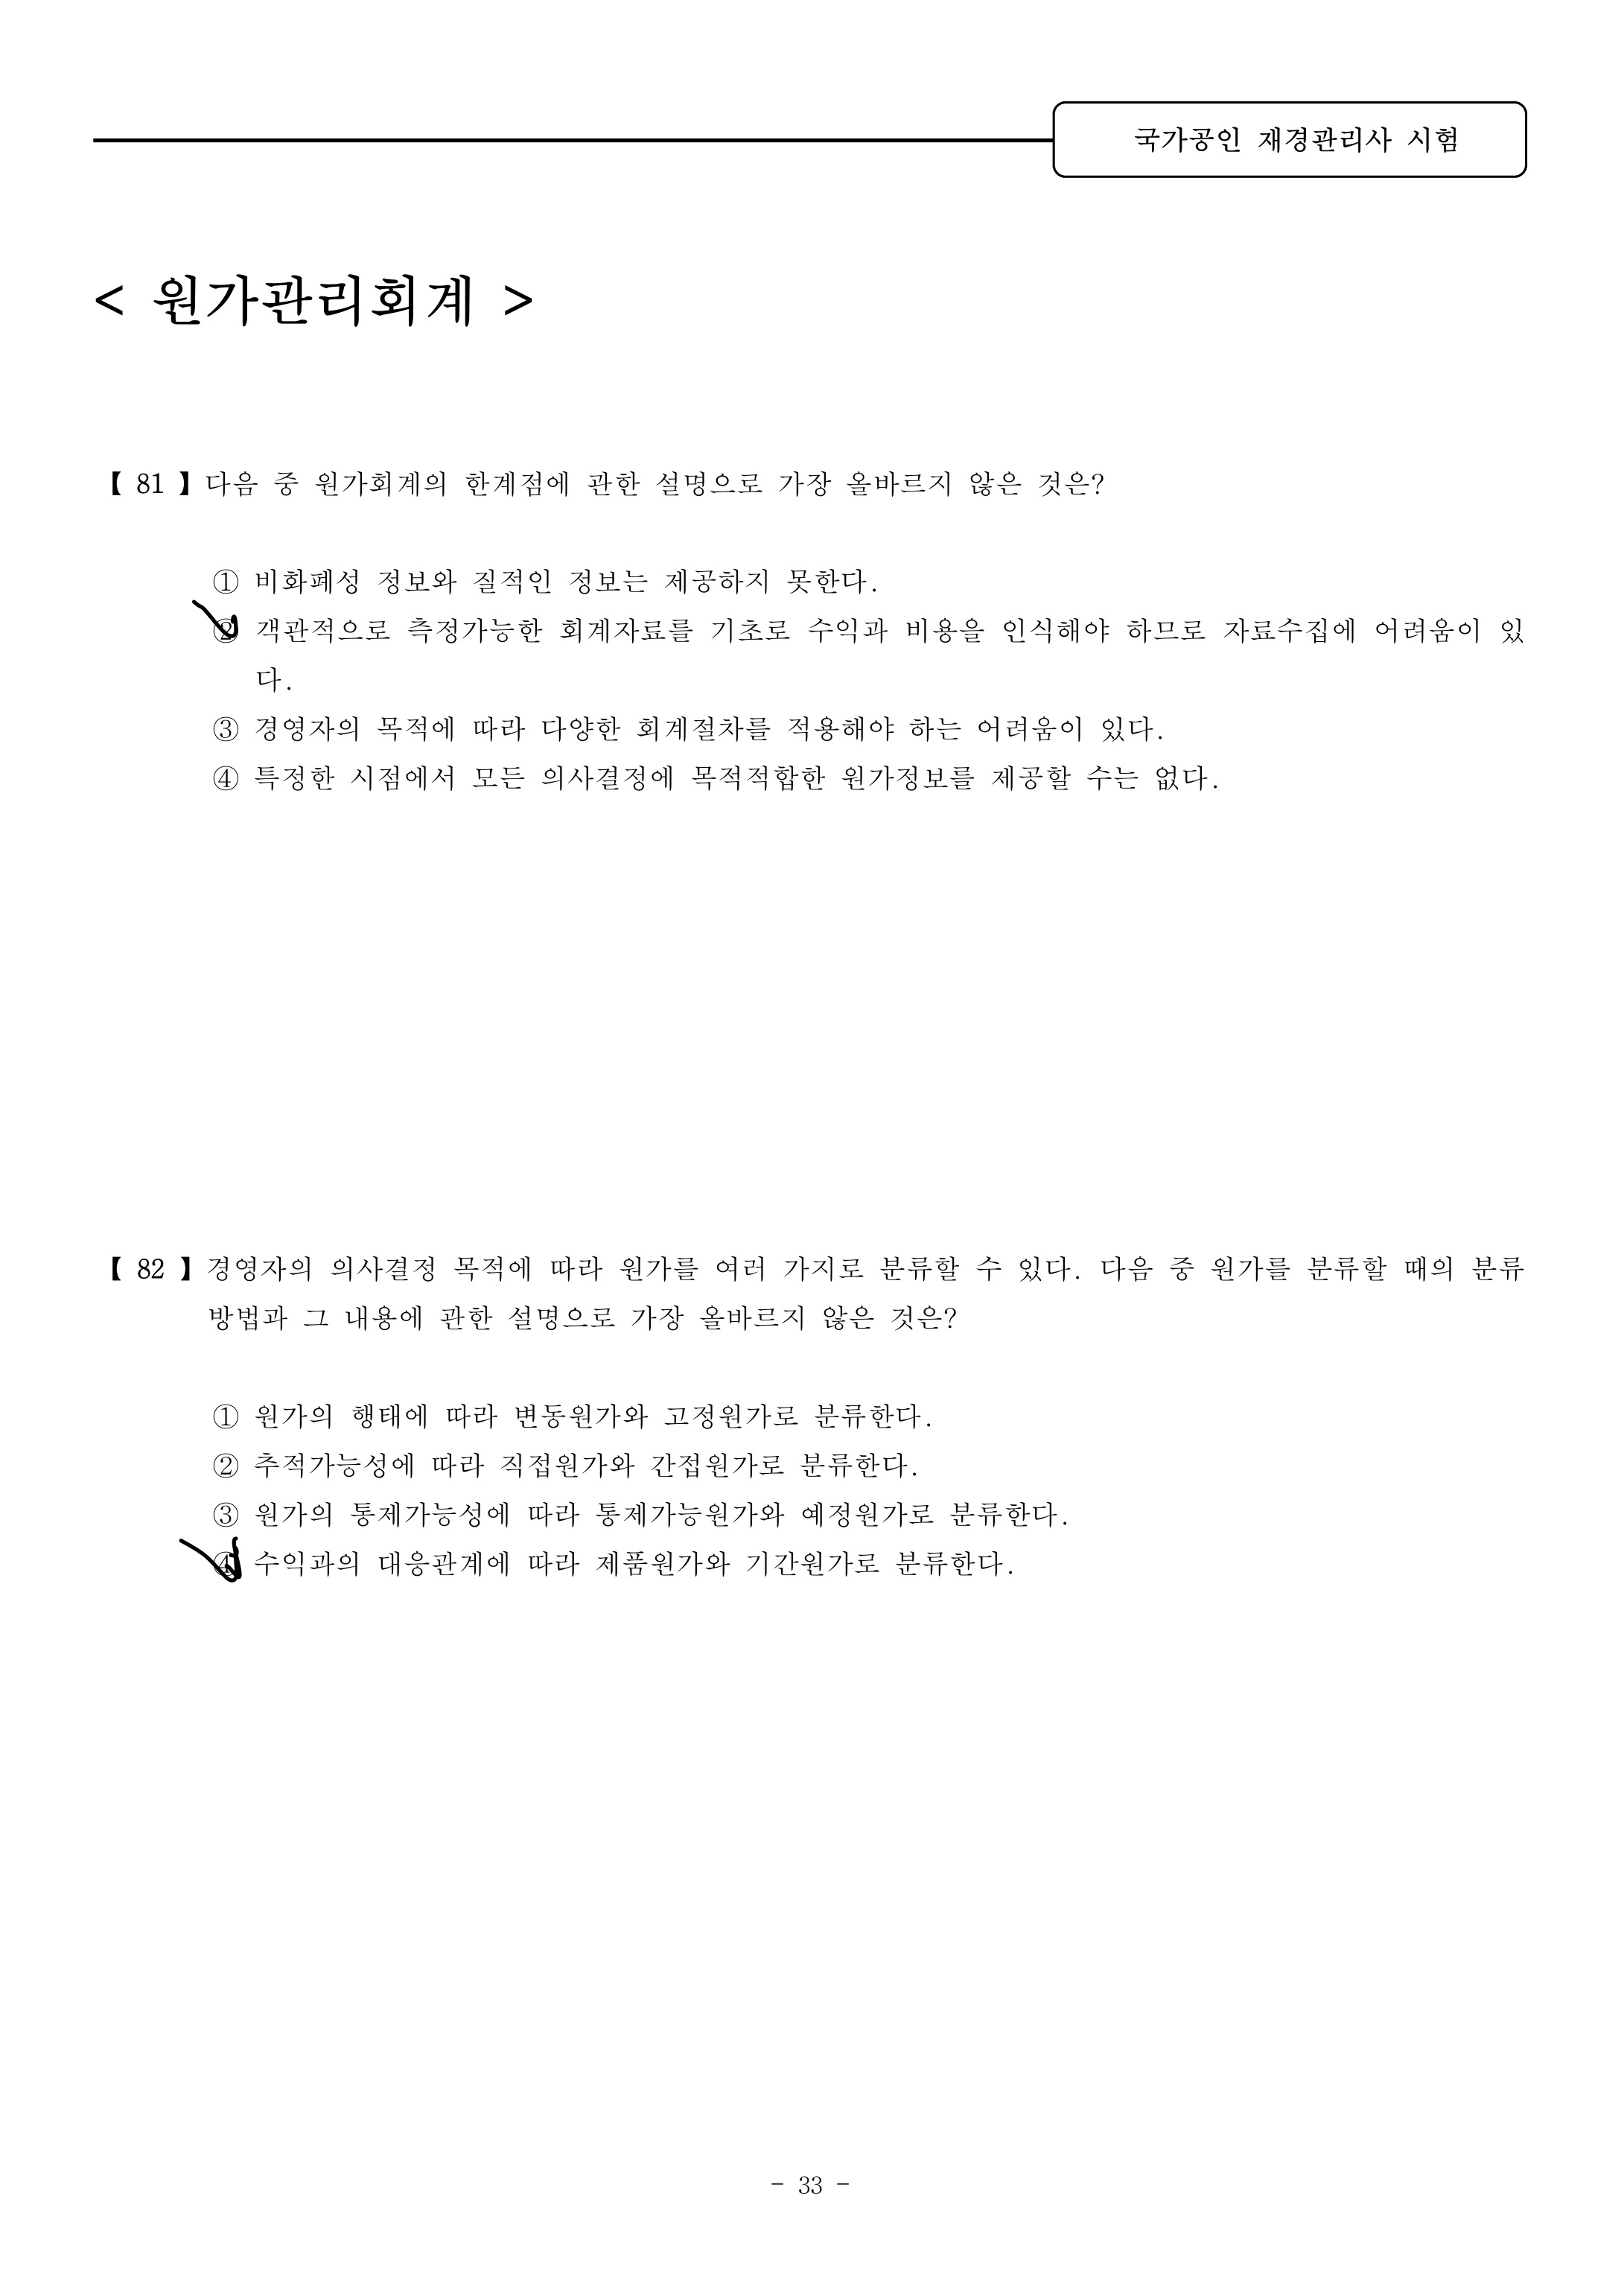 국가공인 재경관리사 시험
< 원가관리회계 >
【 81 】 다음 중 원가회계의 한계점에 관한 설명으로 가장 올바르지 않은 것은?
① 비화폐성 정보와 질적인 정보는 제공하지 못한다.
② 객관적으로 측정가능한 회계자료를 기초로 수익과 비용을 인식해야 하므로 자료수집에 어려움이 있
다.
③ 경영자의 목적에 따라 다양한 회계절차를 적용해야 하는 어려움이 있다.
④ 특정한 시점에서 모든 의사결정에 목적적합한 원가정보를 제공할 수는 없다.
【 82 】 경영자의 의사결정 목적에 따라 원가를 여러 가지로 분류할 수 있다. 다음 중 원가를 분류할 때의 분류
방법과 그 내용에 관한 설명으로 가장 올바르지 않은 것은?
① 원가의 행태에 따라 변동원가와 고정원가로 분류한다.
② 추적가능성에 따라 직접원가와 간접원가로 분류한다.
③ 원가의 통제가능성에 따라 통제가능원가와 예정원가로 분류한다.
④ 수익과의 대응관계에 따라 제품원가와 기간원가로 분류한다.
- 33 -